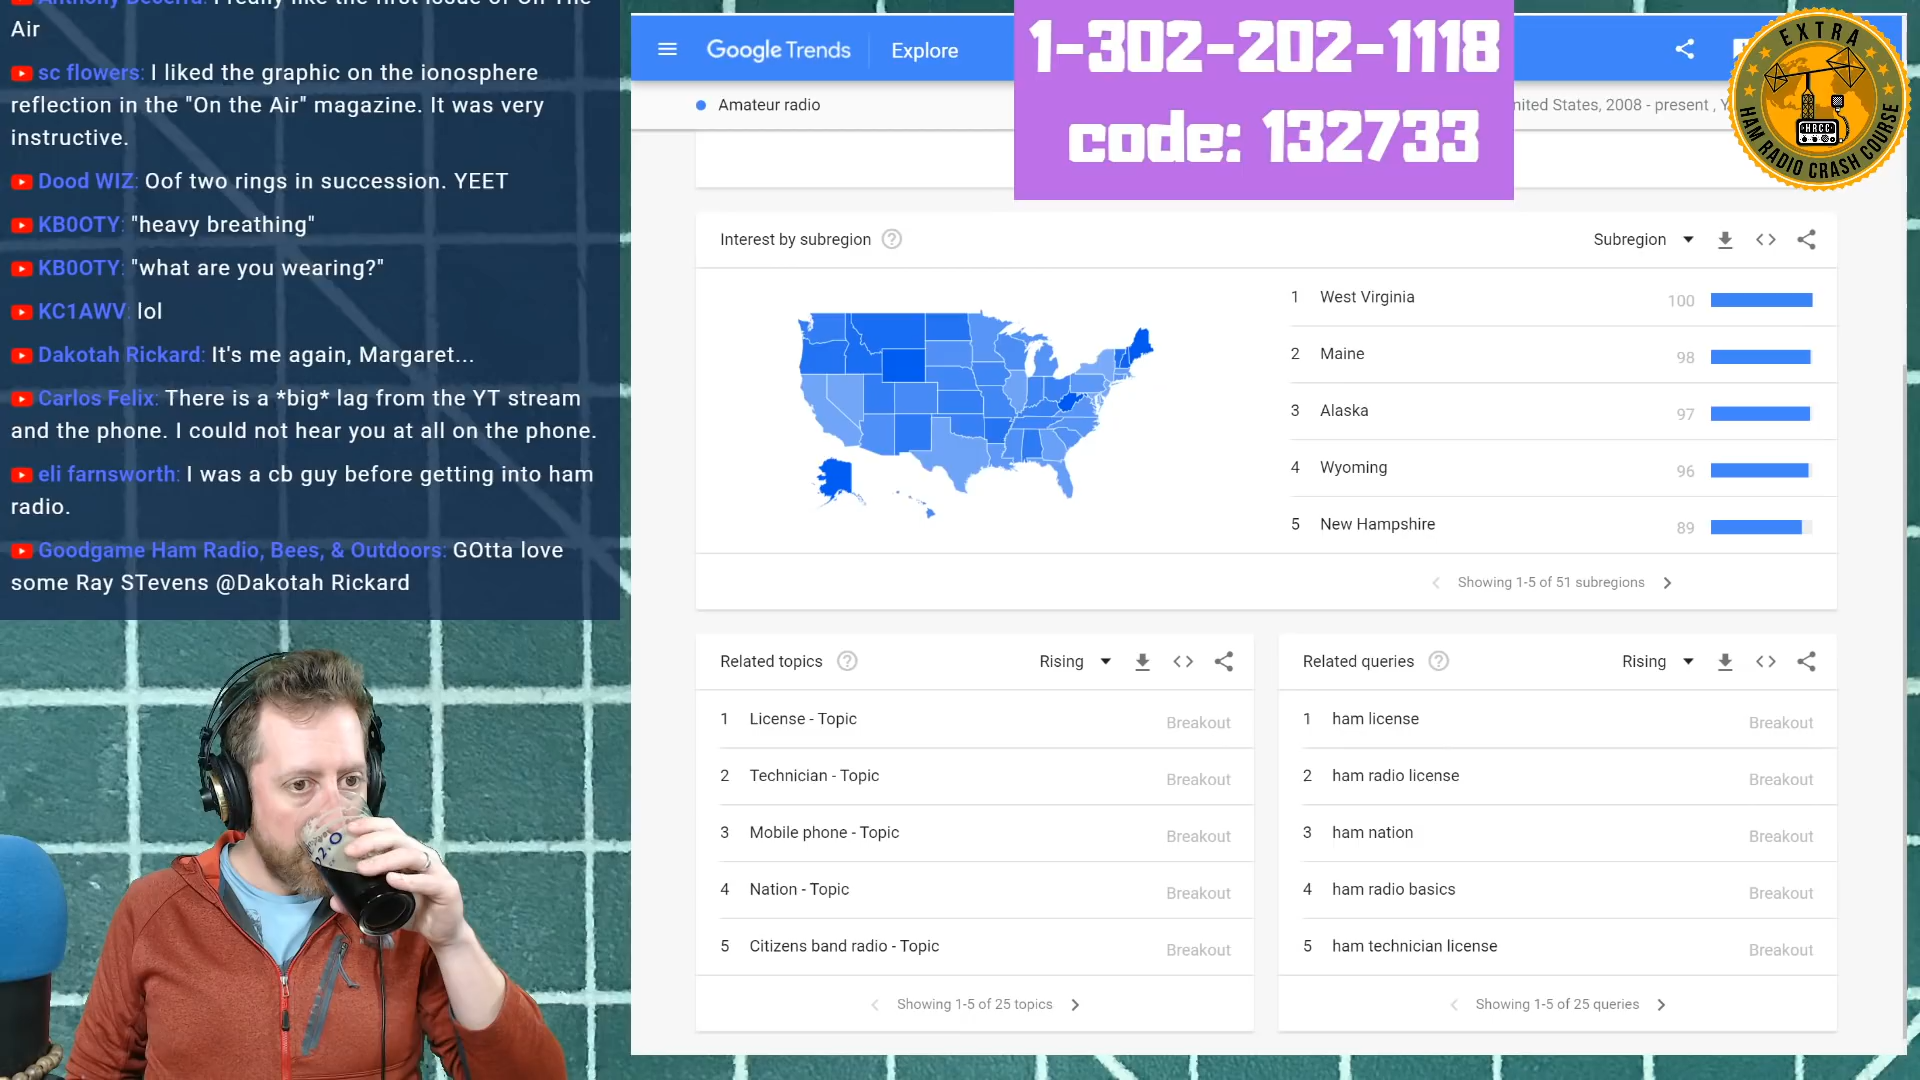 Air
sc flowers: I liked the graphic on the ionosphere
reflection in the "On the Air" magazine. It was very
instructive.
Dood WIZ: Oof two rings in succession. YEET
KB0OTY: "heavy breathing"
KB0OTY: "what are you wearing?"
KC1AWV: lol
Dakotah Rickard: It's me again, Margaret...
Carlos Felix: There is a *big* lag from the YT stream
and the phone. I could not hear you at all on the phone.
eli farnsworth: I was a cb guy before getting into ham
radio.
Goodgame Ham Radio, Bees, & Outdoors: GOtta love
some Ray STevens @Dakotah Rickard
Google Trends Explore
1-302-202-1118
code: 132733
EXTRA
HAM RADIO CRASH COURSE
HRCC
Amateur radio
United States, 2008 - present
Interest by subregion
Subregion
1 West Virginia 100
2 Maine 98
3 Alaska 97
4 Wyoming 96
5 New Hampshire 89
Showing 1-5 of 51 subregions
Related topics Rising
1 License - Topic Breakout
2 Technician - Topic Breakout
3 Mobile phone - Topic Breakout
4 Nation - Topic Breakout
5 Citizens band radio - Topic Breakout
Showing 1-5 of 25 topics
Related queries Rising
1 ham license Breakout
2 ham radio license Breakout
3 ham nation Breakout
4 ham radio basics Breakout
5 ham technician license Breakout
Showing 1-5 of 25 queries